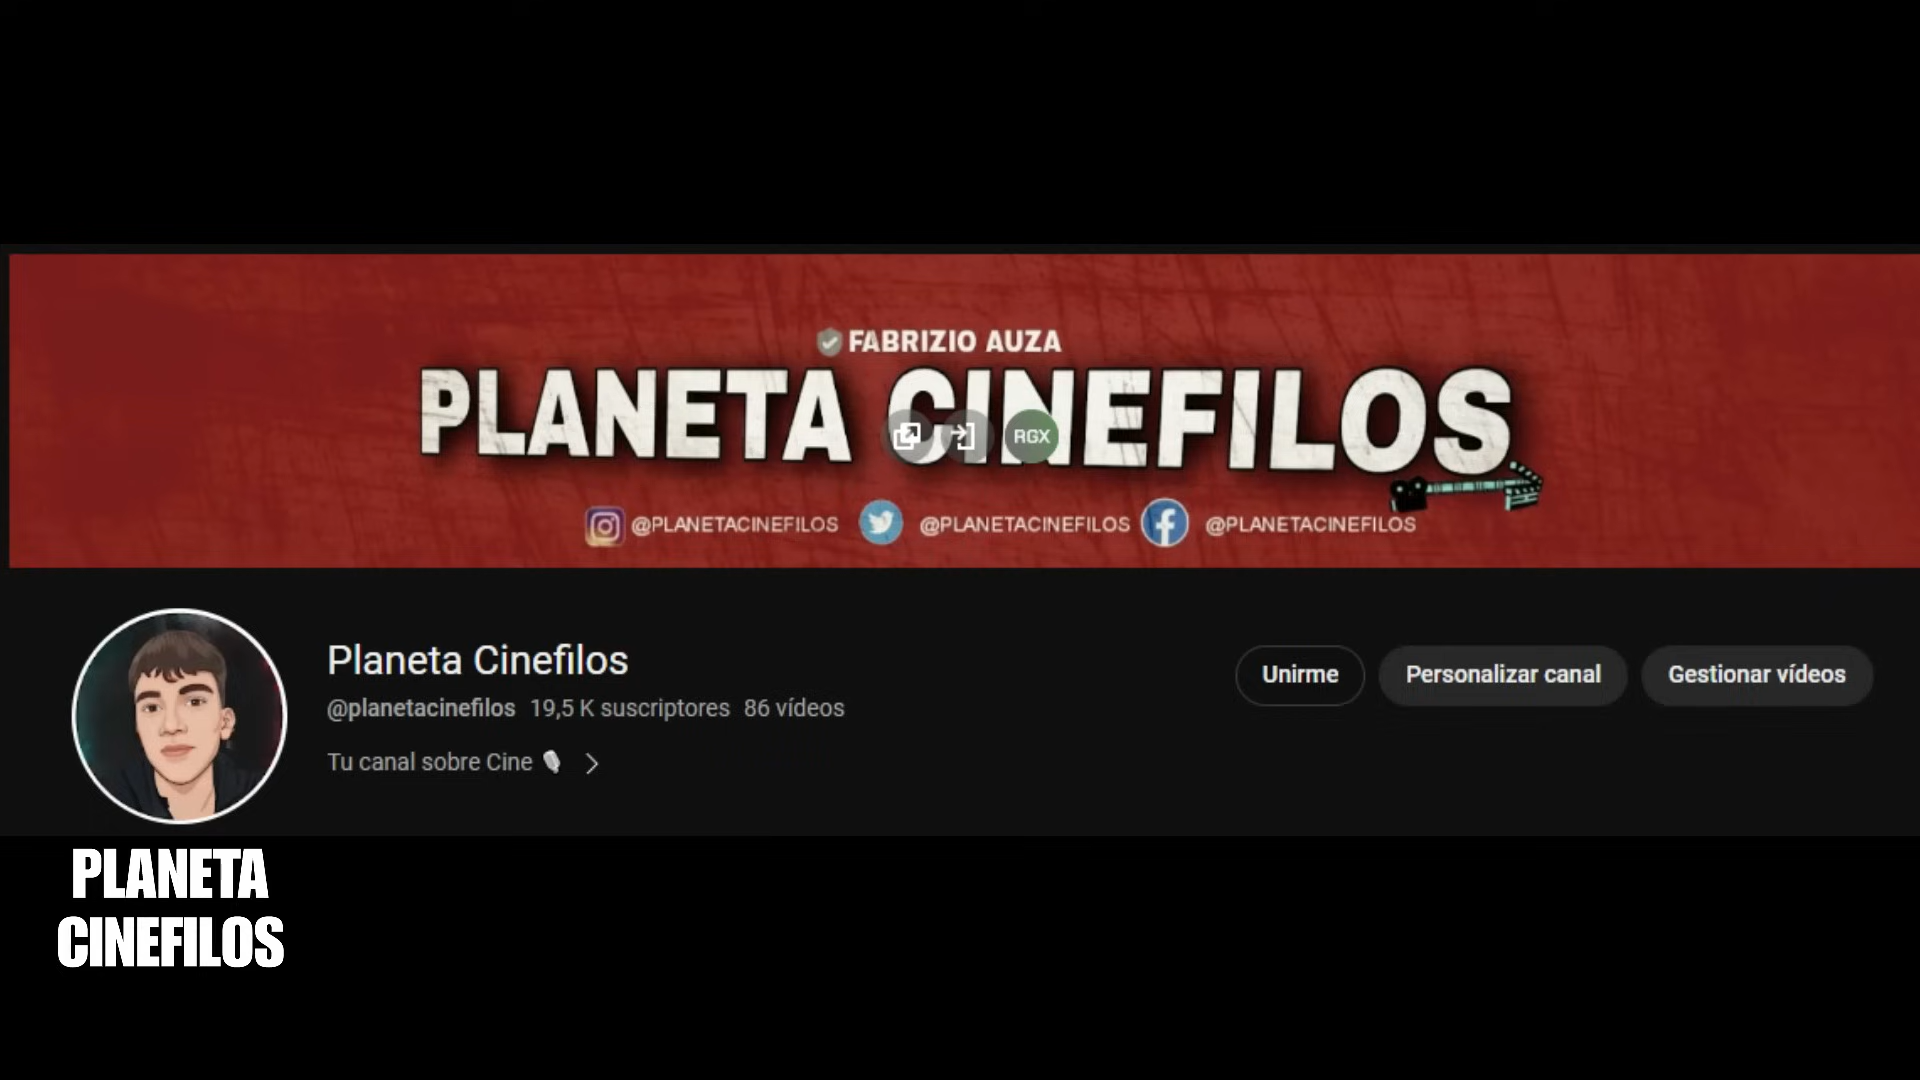 FABRIZIO AUZA
PLANETA CINEFILOS
RGX
@PLANETACINEFILOS @PLANETACINEFILOS @PLANETACINEFILOS
Planeta Cinefilos
@planetacinefilos 19,5 K suscriptores 86 vídeos
Tu canal sobre Cine
Unirme Personalizar canal Gestionar vídeos
PLANETA
CINEFILOS